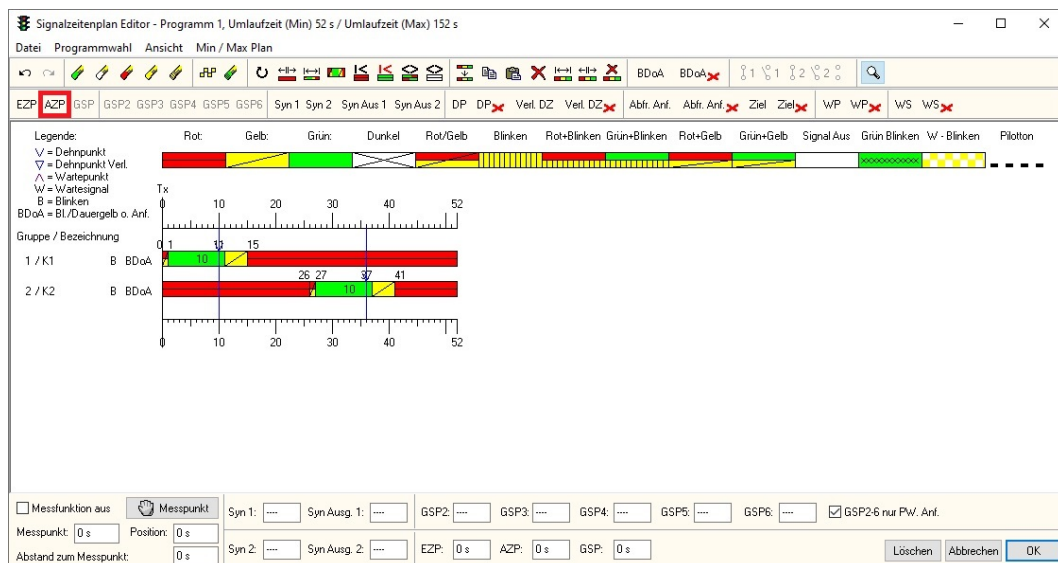 Signalzeitenplan Editor - Programm 1, Umlaufzeit (Min) 52 s / Umlaufzeit (Max) 152 s
Datei Programmwahl Ansicht Min / Max Plan
BDoA BDoA 1 1 2 2
EZP AZP GSP GSP2 GSP3 GSP4 GSP5 GSP6 Syn 1 Syn 2 Syn Aus 1 Syn Aus 2 DP DP Verl. DZ Verl. DZ Abfr. Anf. Abfr. Anf. Ziel Ziel WP WP WS WS
Legende: Rot: Gelb: Grün: Dunkel Rot/Gelb Blinken Rot+Blinken Grün+Blinken Rot+Gelb Grün+Gelb Signal Aus Grün Blinken W - Blinken Pilotton
V = Dehnpunkt
∇ = Dehnpunkt Verl.
Λ = Wartepunkt
W = Wartesignal
B = Blinken
BDoA = Bl./Dauergelb o. Anf.
Tx
0 10 20 30 40 52
Gruppe / Bezeichnung
0 1 11 15
1 / K1 B BDoA 10
26 27 37 41
2 / K2 B BDoA 10
0 10 20 30 40 52
Messfunktion aus Messpunkt Syn 1: ---- Syn Ausg. 1: ---- GSP2: ---- GSP3: ---- GSP4: ---- GSP5: ---- GSP6: ---- GSP2-6 nur PW. Anf.
Messpunkt: 0 s Position: 0 s
Abstand zum Messpunkt: 0 s Syn 2: ---- Syn Ausg. 2: ---- EZP: 0 s AZP: 0 s GSP: 0 s Löschen Abbrechen OK